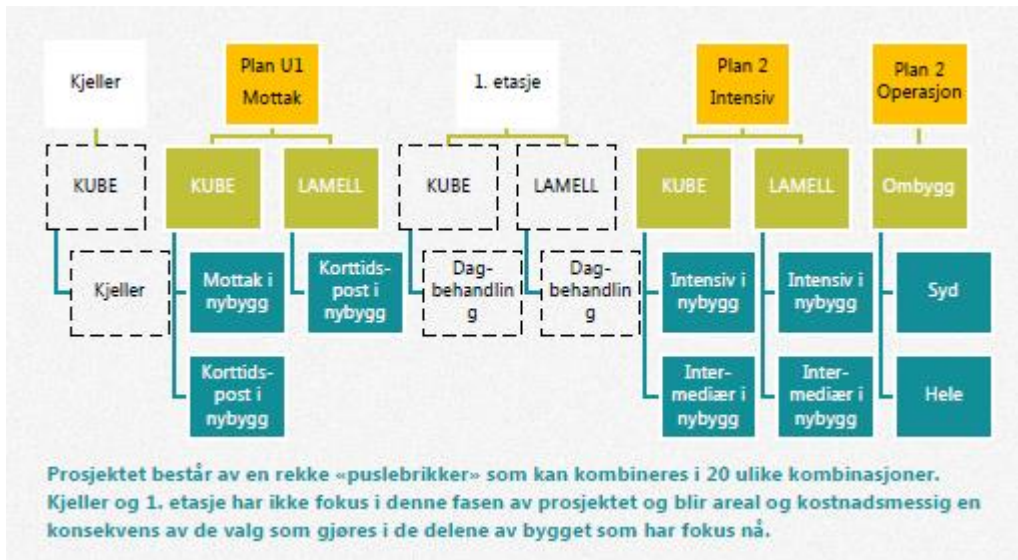 Kjeller
Plan U1
Mottak
1. etasje
Plan 2
Intensiv
Plan 2
Operasjon
KUBE
KUBE
LAMELL
KUBE
LAMELL
KUBE
LAMELL
Ombygg
Kjeller
Mottak i
nybygg
Korttids-
post i
nybygg
Dag-
behandlin
g
Dag-
behandlin
g
Intensiv i
nybygg
Intensiv i
nybygg
Syd
Korttids-
post i
nybygg
Inter-
mediær i
nybygg
Inter-
mediær i
nybygg
Hele
Prosjektet består av en rekke «puslebrikker» som kan kombineres i 20 ulike kombinasjoner.
Kjeller og 1. etasje har ikke fokus i denne fasen av prosjektet og blir areal og kostnadsmessig en
konsekvens av de valg som gjøres i de delene av bygget som har fokus nå.